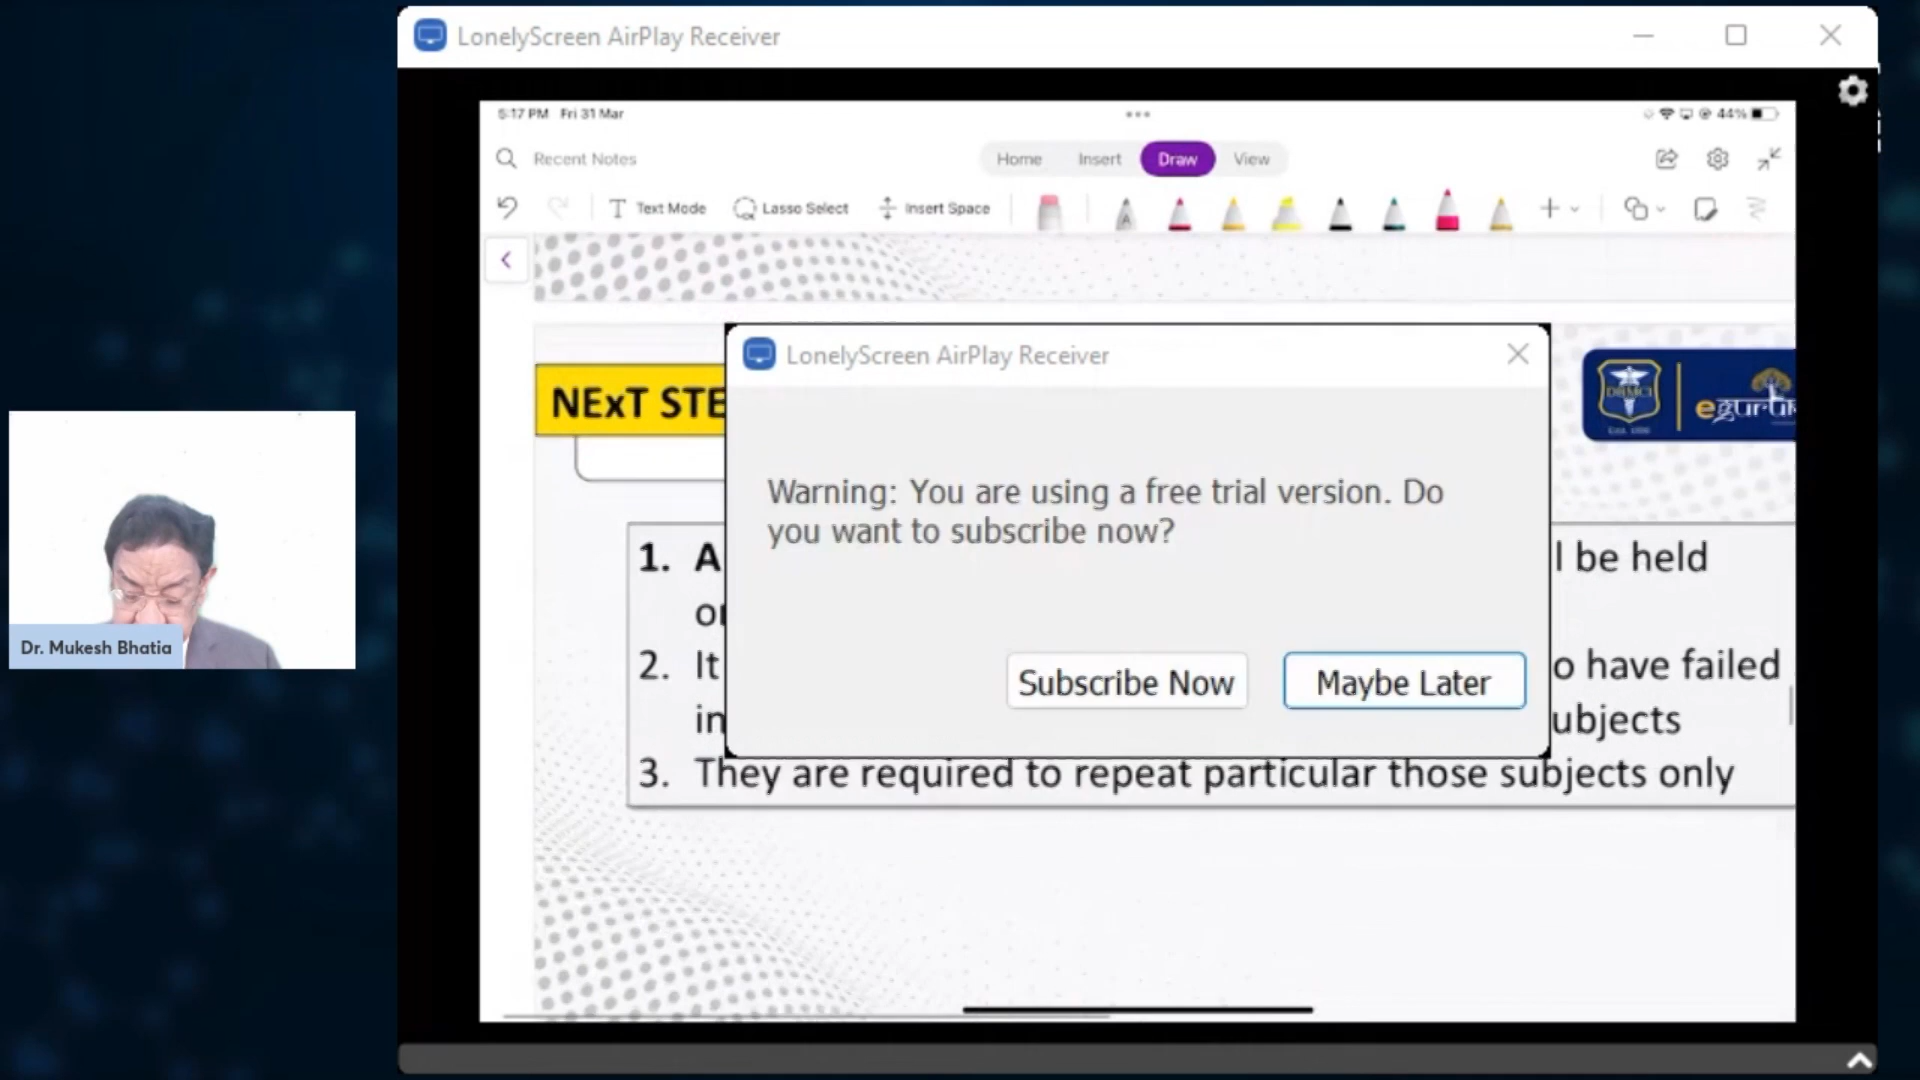 LonelyScreen AirPlay Receiver
5:17 PM Fri 31 Mar
44%
Recent Notes
Home Insert Draw View
Text Mode Lasso Select Insert Space
NExT STE
LonelyScreen AirPlay Receiver
DBMCI
eguru
Warning: You are using a free trial version. Do
you want to subscribe now?
Subscribe Now Maybe Later
1. A
l be held
2. It
o have failed
in
ubjects
3. They are required to repeat particular those subjects only
Dr. Mukesh Bhatia